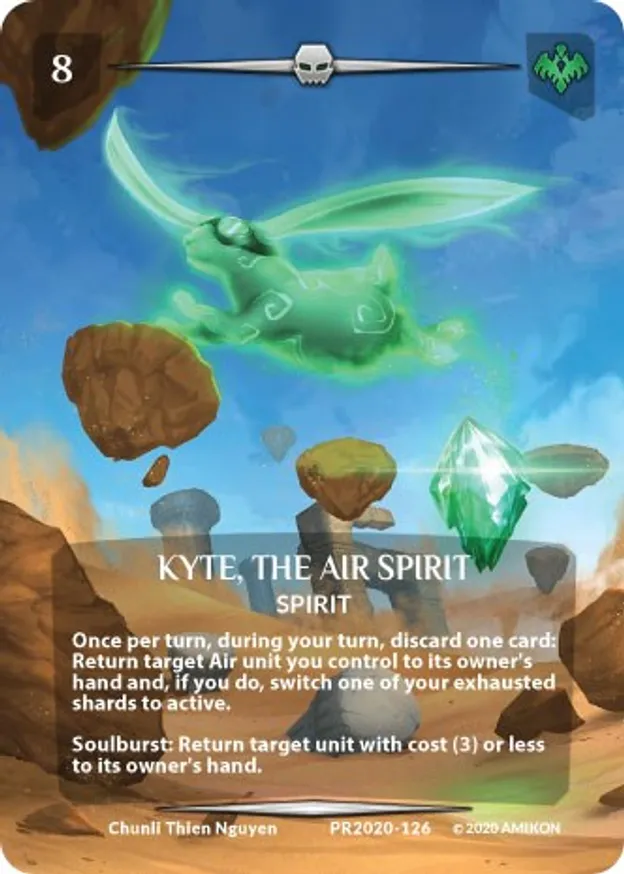 8
KYTE, THE AIR SPIRIT
SPIRIT
Once per turn, during your turn, discard one card:
Return target Air unit you control to its owner's
hand and, if you do, switch one of your exhausted
shards to active.
Soulburst: Return target unit with cost (3) or less
to its owner's hand.
Chunli Thien Nguyen PR2020-126 ©2020 AMIKON